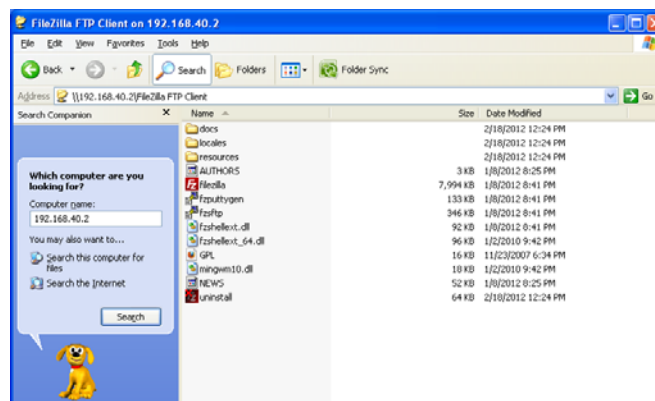 FileZilla FTP Client on 192.168.40.2
File Edit View Favorites Tools Help
Back Search Folders Folder Sync
Address \\192.168.40.2\FileZilla FTP Client Go
Search Companion X Name Size Date Modified
docs 2/18/2012 12:24 PM
locales 2/18/2012 12:24 PM
resources 2/18/2012 12:24 PM
AUTHORS 3 KB 1/8/2012 8:25 PM
filezilla 7,994 KB 1/8/2012 8:41 PM
fzputtygen 133 KB 1/8/2012 8:41 PM
fzsftp 346 KB 1/8/2012 8:41 PM
fzshellext.dll 92 KB 1/8/2012 8:41 PM
fzshellext_64.dll 96 KB 1/2/2010 9:42 PM
GPL 16 KB 11/23/2007 6:34 PM
mingwm10.dll 18 KB 1/2/2010 9:42 PM
NEWS 52 KB 1/8/2012 8:25 PM
uninstall 64 KB 2/18/2012 12:24 PM
Which computer are you
looking for?
Computer name:
192.168.40.2
You may also want to...
Search this computer for
files
Search the Internet
Search